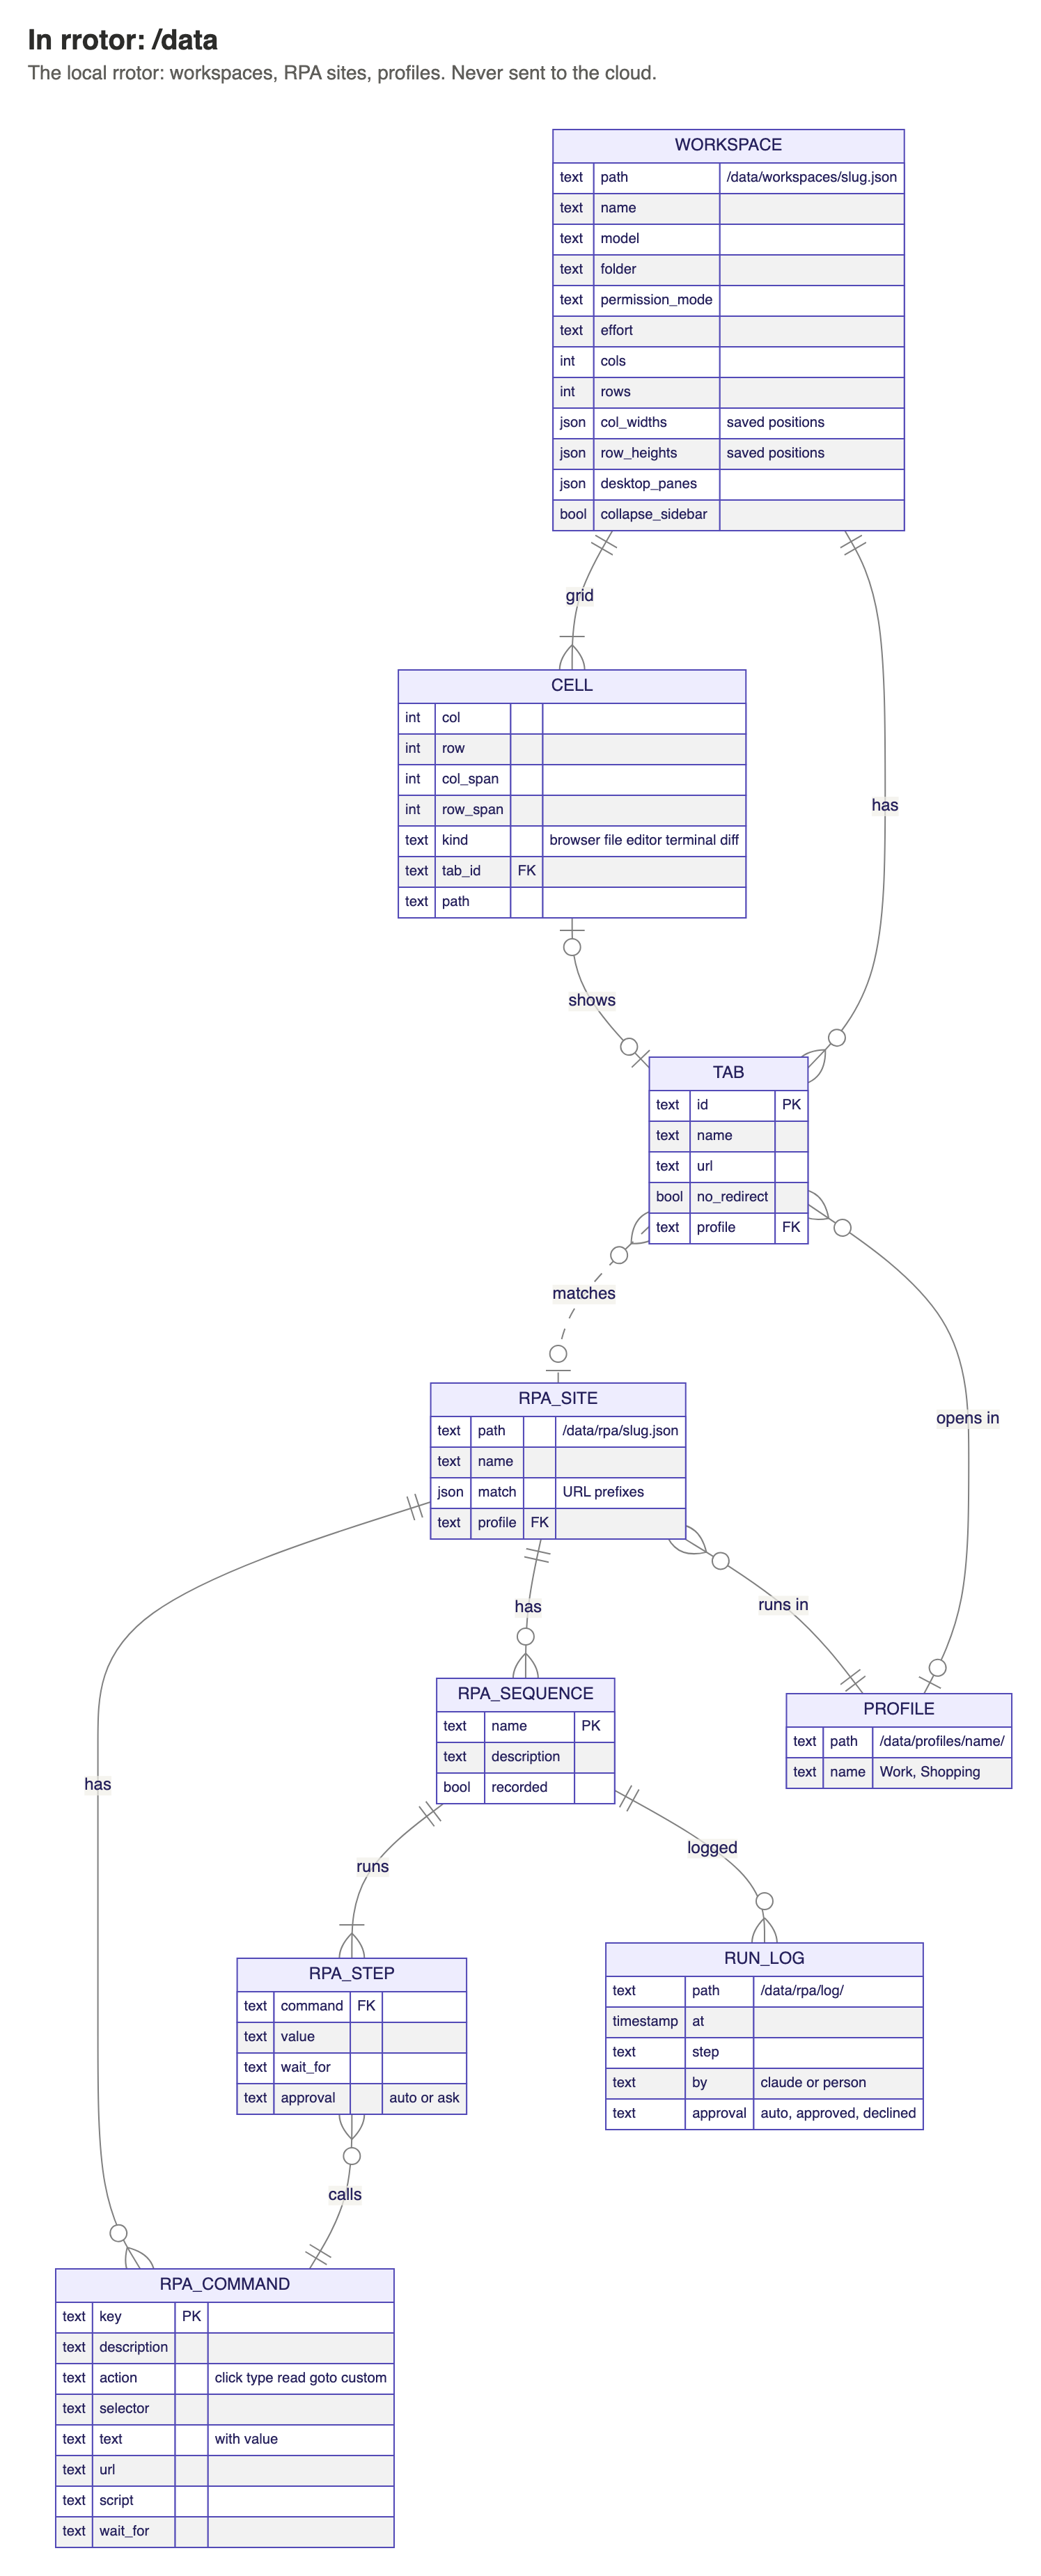 In rrotor: /data
The local rrotor: workspaces, RPA sites, profiles. Never sent to the cloud.
WORKSPACE
text path /data/workspaces/slug.json
text name
text model
text folder
text permission_mode
text effort
int cols
int rows
json col_widths saved positions
json row_heights saved positions
json desktop_panes
bool collapse_sidebar
grid
CELL
int col
int row
int col_span
int row_span
text kind browser file editor terminal diff
text tab_id FK
text path
has
shows
TAB
text id PK
text name
text url
bool no_redirect
text profile FK
matches
RPA_SITE
text path /data/rpa/slug.json
text name
json match URL prefixes
text profile FK
opens in
has
runs in
RPA_SEQUENCE
text name PK
text description
bool recorded
PROFILE
text path /data/profiles/name/
text name Work, Shopping
has
runs
logged
RPA_STEP
text command FK
text value
text wait_for
text approval auto or ask
RUN_LOG
text path /data/rpa/log/
timestamp at
text step
text by claude or person
text approval auto, approved, declined
calls
RPA_COMMAND
text key PK
text description
text action click type read goto custom
text selector
text text with value
text url
text script
text wait_for